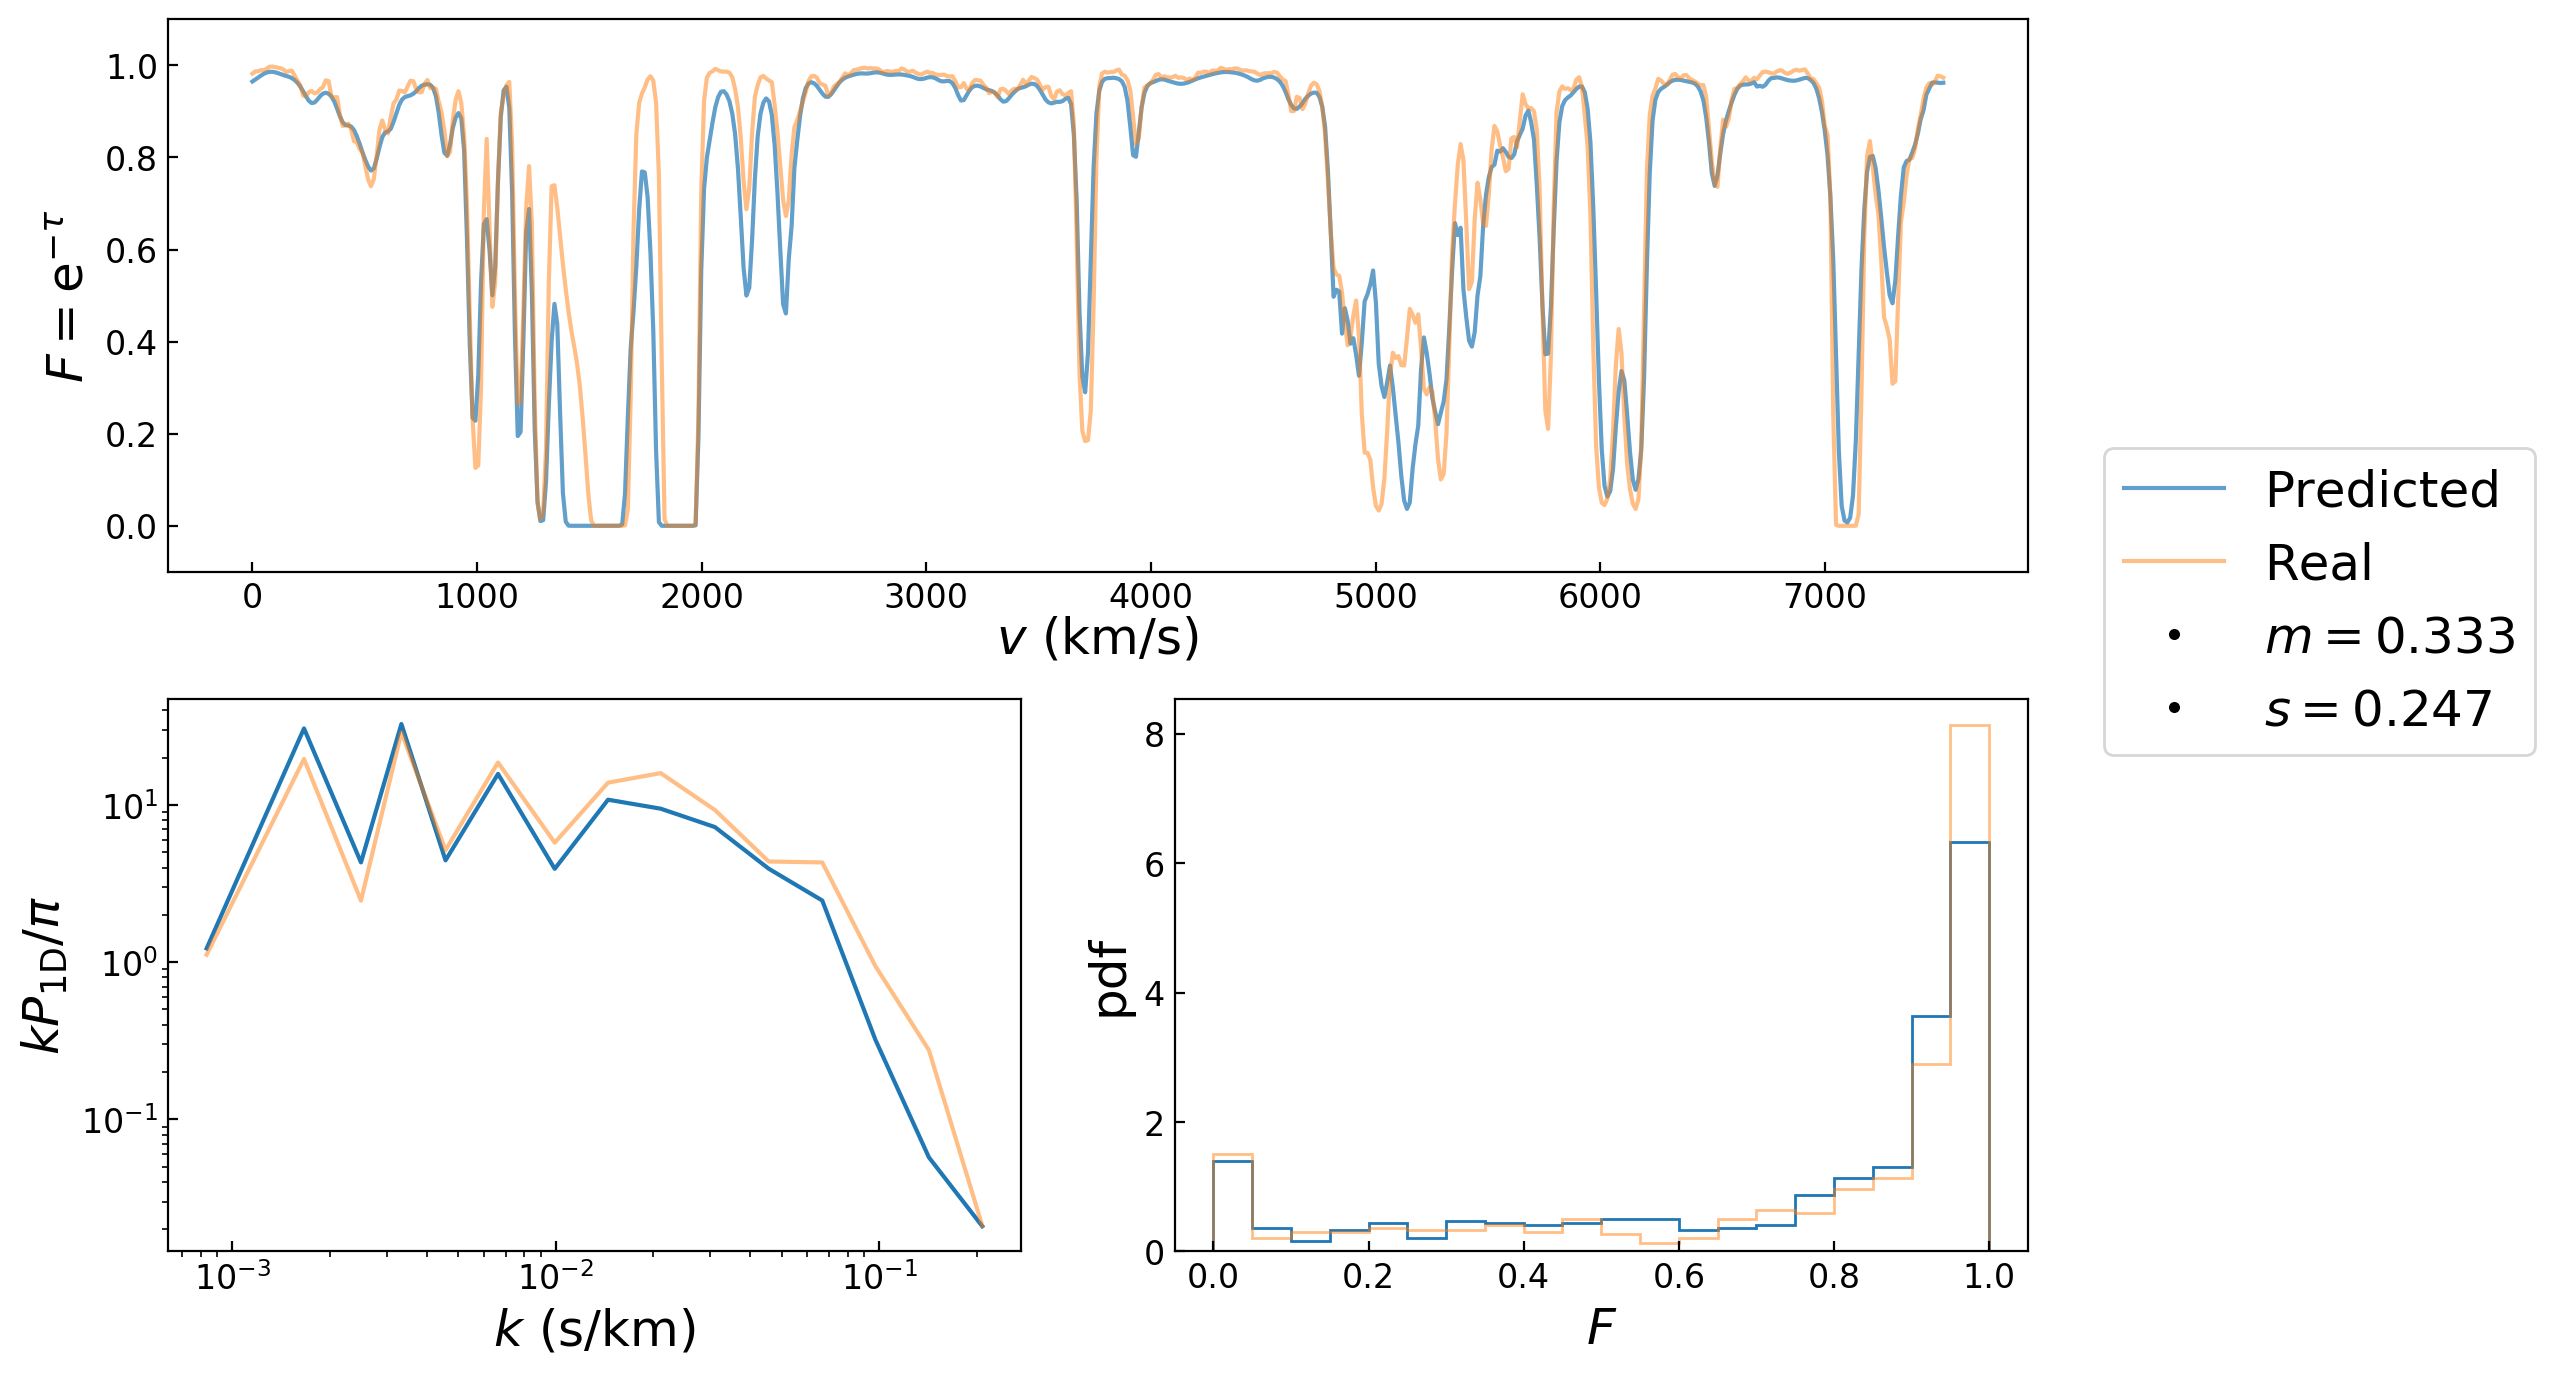 F = e^{-τ}
1.0
0.8
0.6
0.4
0.2
0.0
0 1000 2000 3000 4000 5000 6000 7000
v (km/s)
Predicted
Real
m = 0.333
s = 0.247
kP_{1D}/π
10^1
10^0
10^{-1}
10^{-3} 10^{-2} 10^{-1}
k (s/km)
pdf
8
6
4
2
0
0.0 0.2 0.4 0.6 0.8 1.0
F